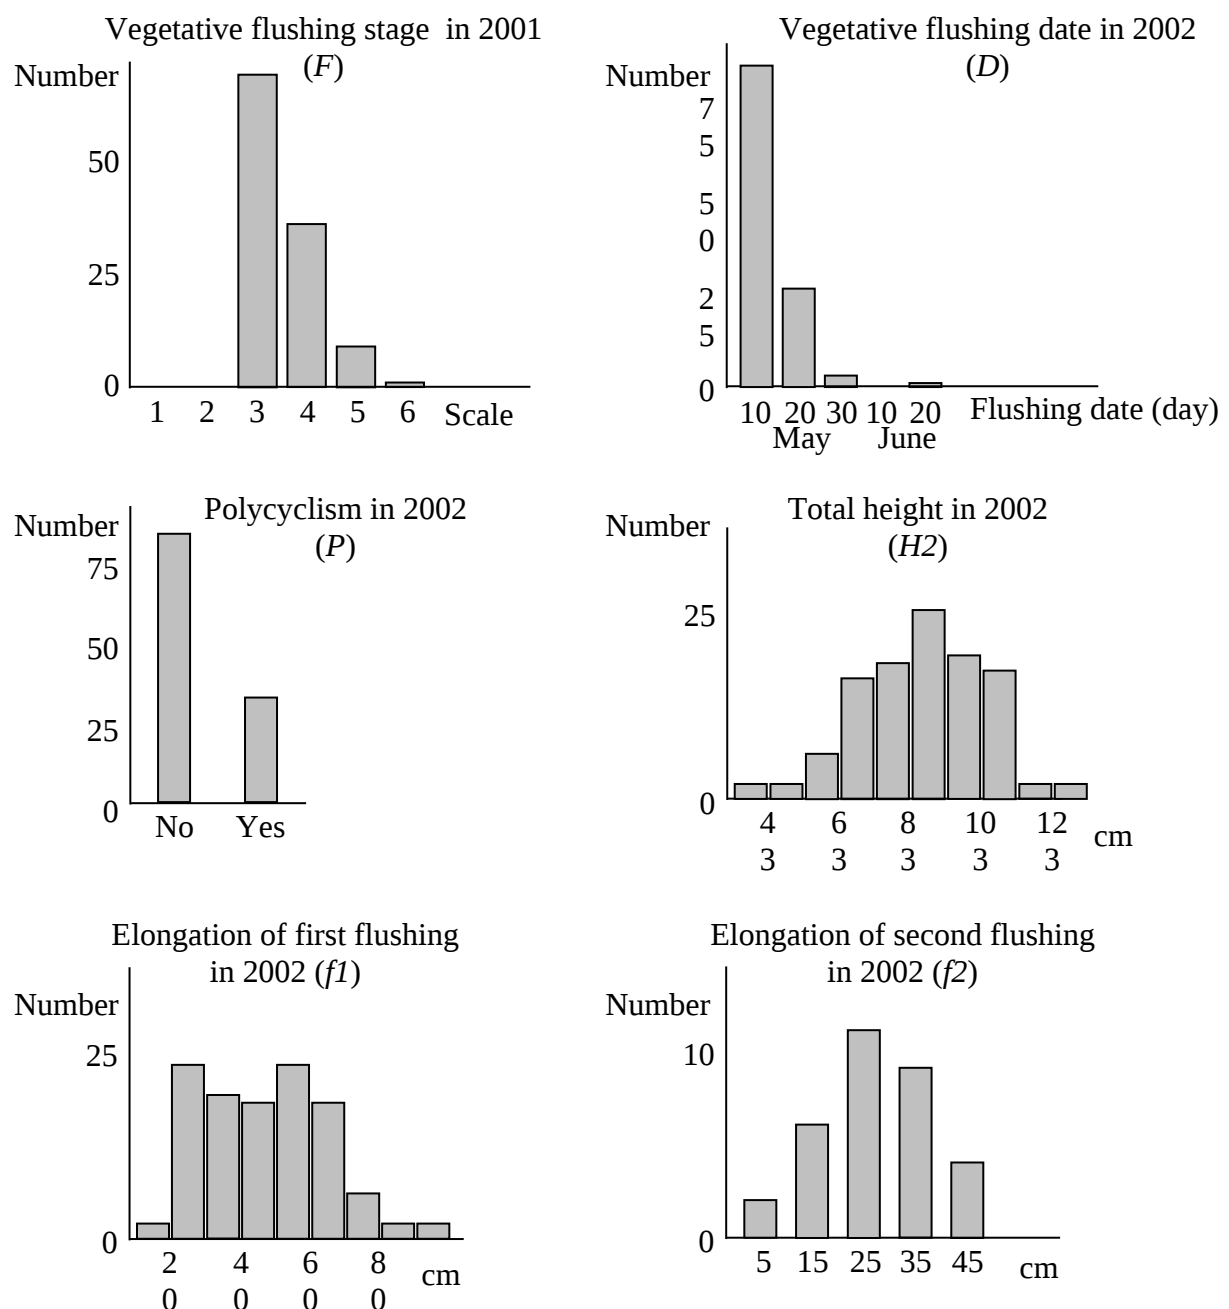 Vegetative flushing stage in 2001
(F)
Number
50
25
0
1 2 3 4 5 6 Scale
Vegetative flushing date in 2002
(D)
Number
7
5
5
0
2
5
0
10 20 30 10 20 Flushing date (day)
May June
Polycyclism in 2002
(P)
Number
75
50
25
0
No Yes
Total height in 2002
(H2)
Number
25
0
4 6 8 10 12 cm
3 3 3 3 3
Elongation of first flushing
in 2002 (f1)
Number
25
0
2 4 6 8 cm
0 0 0 0
Elongation of second flushing
in 2002 (f2)
Number
10
0
5 15 25 35 45 cm